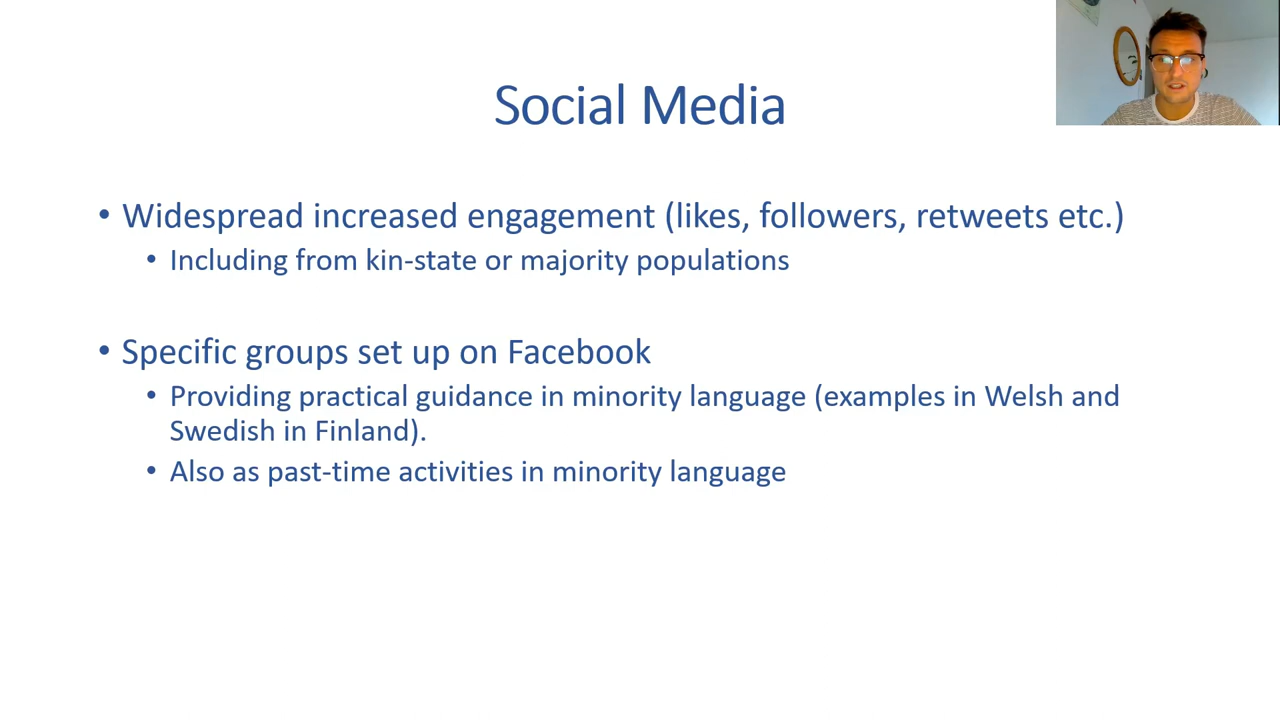 Social Media
• Widespread increased engagement (likes, followers, retweets etc.)
• Including from kin-state or majority populations
• Specific groups set up on Facebook
• Providing practical guidance in minority language (examples in Welsh and
Swedish in Finland).
• Also as past-time activities in minority language